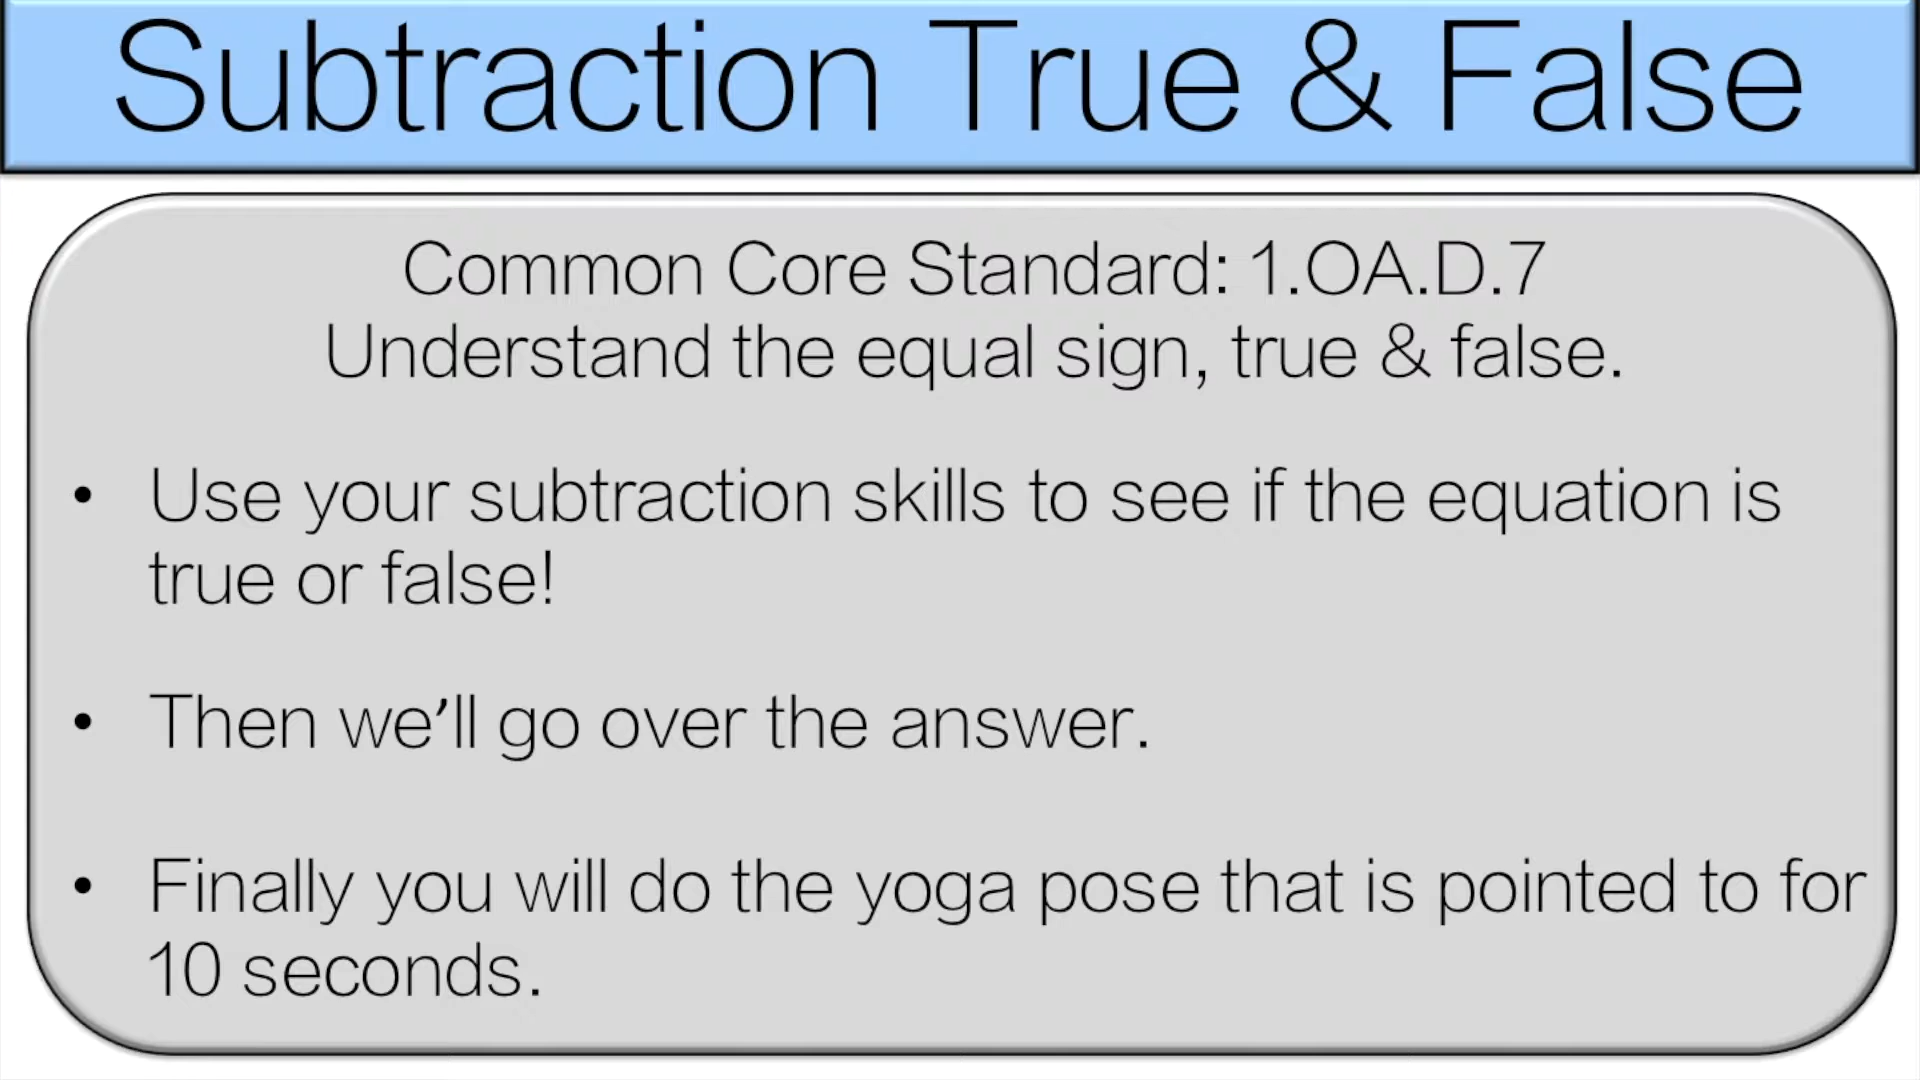 Subtraction True & False
Common Core Standard: 1.OA.D.7
Understand the equal sign, true & false.
• Use your subtraction skills to see if the equation is
true or false!
• Then we’ll go over the answer.
• Finally you will do the yoga pose that is pointed to for
10 seconds.